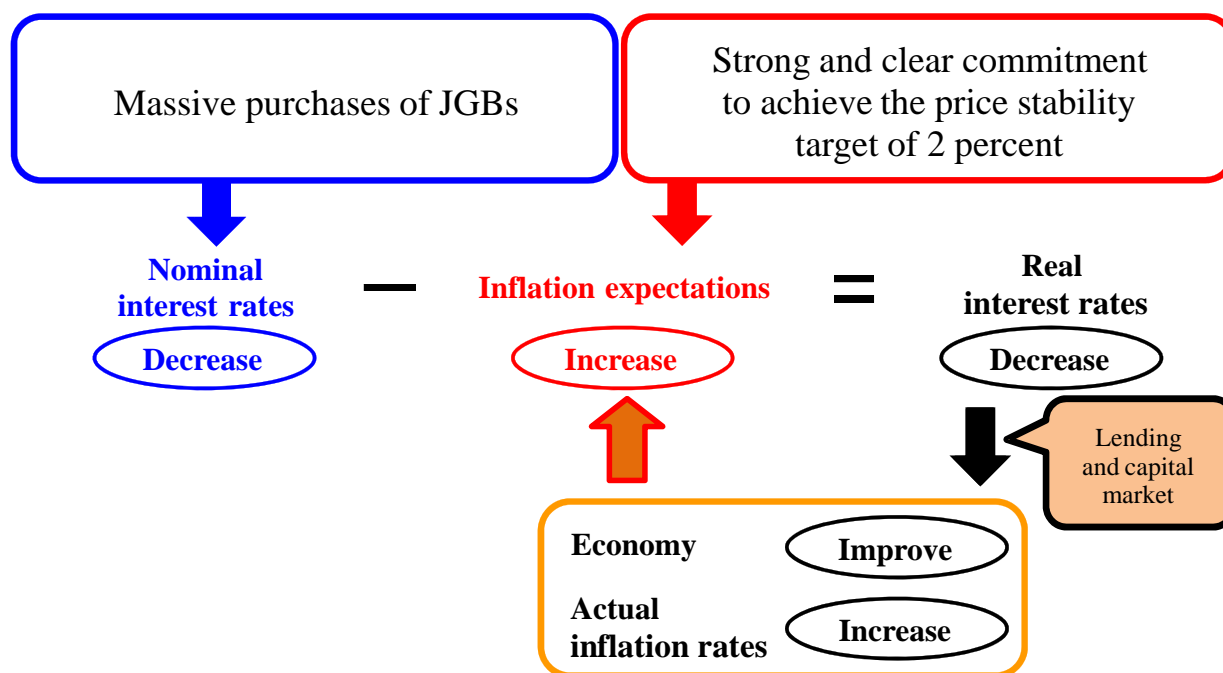 Massive purchases of JGBs
Strong and clear commitment
to achieve the price stability
target of 2 percent
Nominal
interest rates
Decrease
—
Inflation expectations
Increase
=
Real
interest rates
Decrease
Lending
and capital
market
Economy
Improve
Actual
inflation rates
Increase